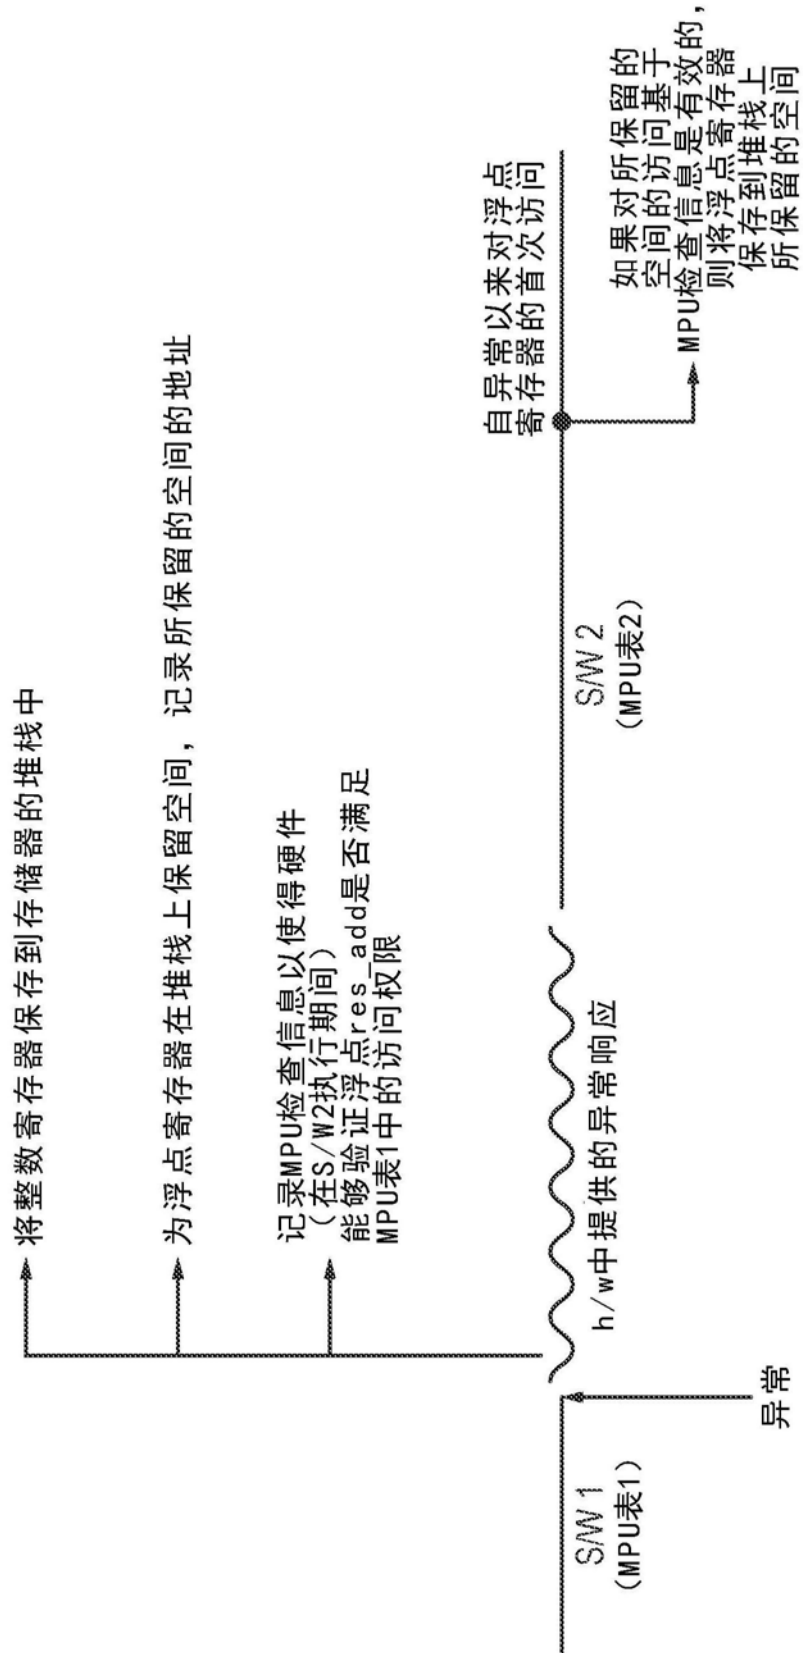 将整数寄存器保存到存储器的堆栈中
为浮点寄存器在堆栈上保留空间，记录所保留的空间的地址
记录MPU检查信息以使得硬件
（在S/W2执行期间）
能够验证浮点res_add是否满足
MPU表1中的访问权限
自异常以来对浮点
寄存器的首次访问
S/W 1
(MPU表1)
h/w中提供的异常响应
S/W 2
(MPU表2)
异常
如果对所保留的
空间的访问基于
MPU检查信息是有效的，
则将浮点寄存器
保存到堆栈上
所保留的空间